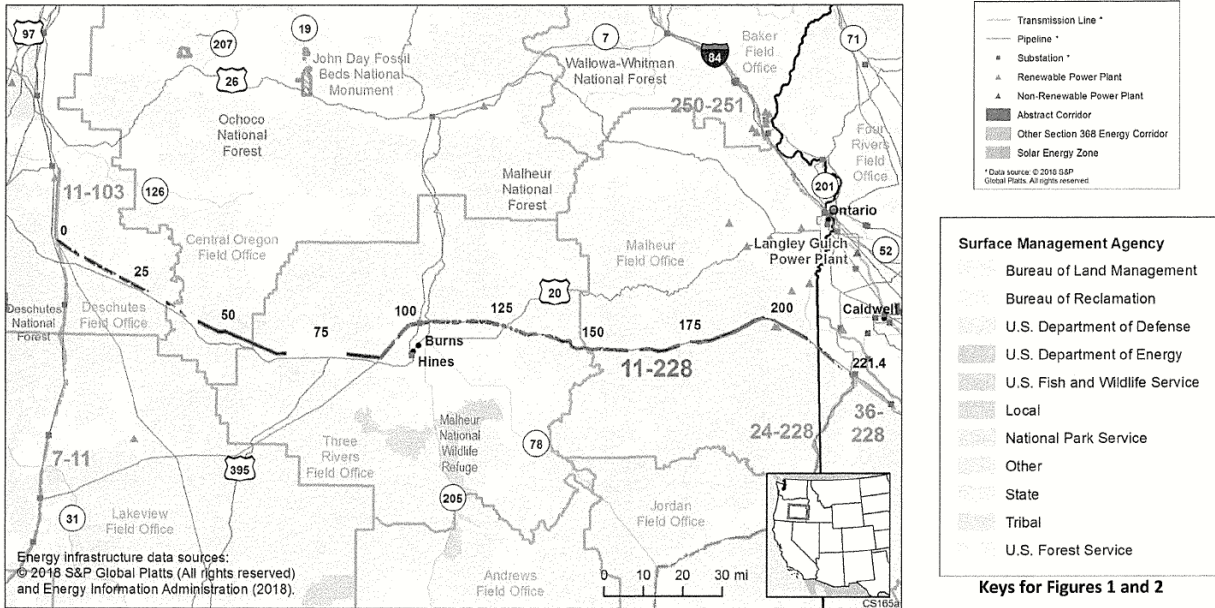 97
207
19
7
84
71
Baker
Field
Office
26
John Day Fossil
Beds National
Monument
Wallowa-Whitman
National Forest
250-251
Ochoco
National
Forest
Four
Rivers
Field
Office
11-103
126
Malheur
National
Forest
201
Ontario
0
Central Oregon
Field Office
Malheur
Field Office
Langley Gulch
Power Plant
52
25
20
Deschutes
National
Forest
Deschutes
Field Office
50
75
100
125
150
175
200
Caldwell
Burns
Hines
11-228
221.4
36-
228
24-228
Malheur
National
Wildlife
Refuge
78
Three
Rivers
Field Office
7-11
395
205
31
Lakeview
Field Office
Jordan
Field Office
Andrews
Field Office
Energy infrastructure data sources:
© 2018 S&P Global Platts (All rights reserved)
and Energy Information Administration (2018).
0 10 20 30 mi
CS165a
Transmission Line *
Pipeline *
Substation *
Renewable Power Plant
Non-Renewable Power Plant
Abstract Corridor
Other Section 368 Energy Corridor
Solar Energy Zone
* Data source: © 2018 S&P
Global Platts. All rights reserved.
Surface Management Agency
Bureau of Land Management
Bureau of Reclamation
U.S. Department of Defense
U.S. Department of Energy
U.S. Fish and Wildlife Service
Local
National Park Service
Other
State
Tribal
U.S. Forest Service
Keys for Figures 1 and 2